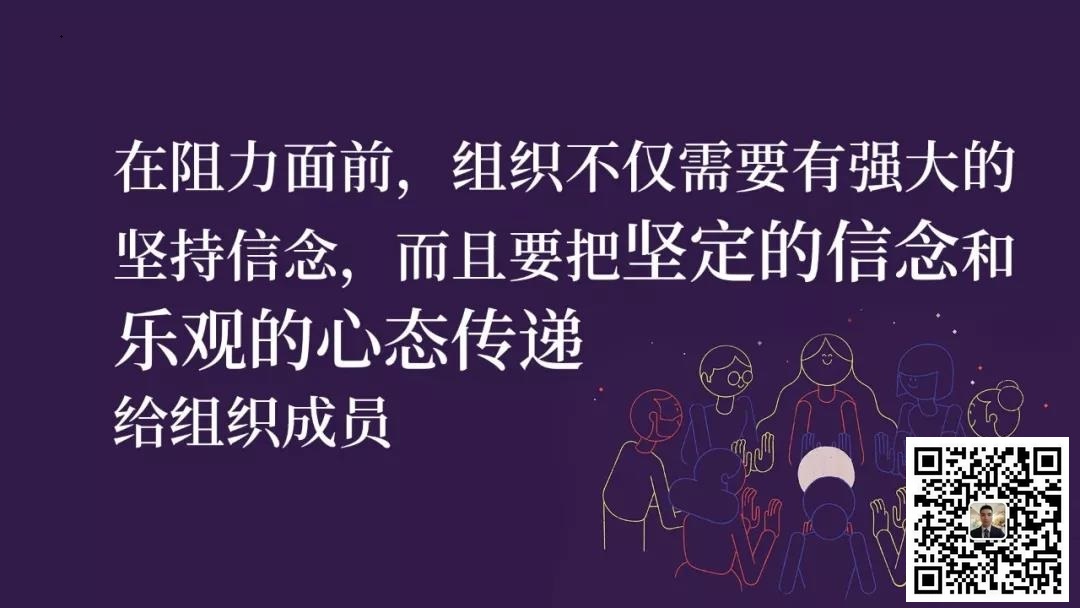 在阻力面前，组织不仅需要有强大的
坚持信念，而且要把坚定的信念和
乐观的心态传递
给组织成员